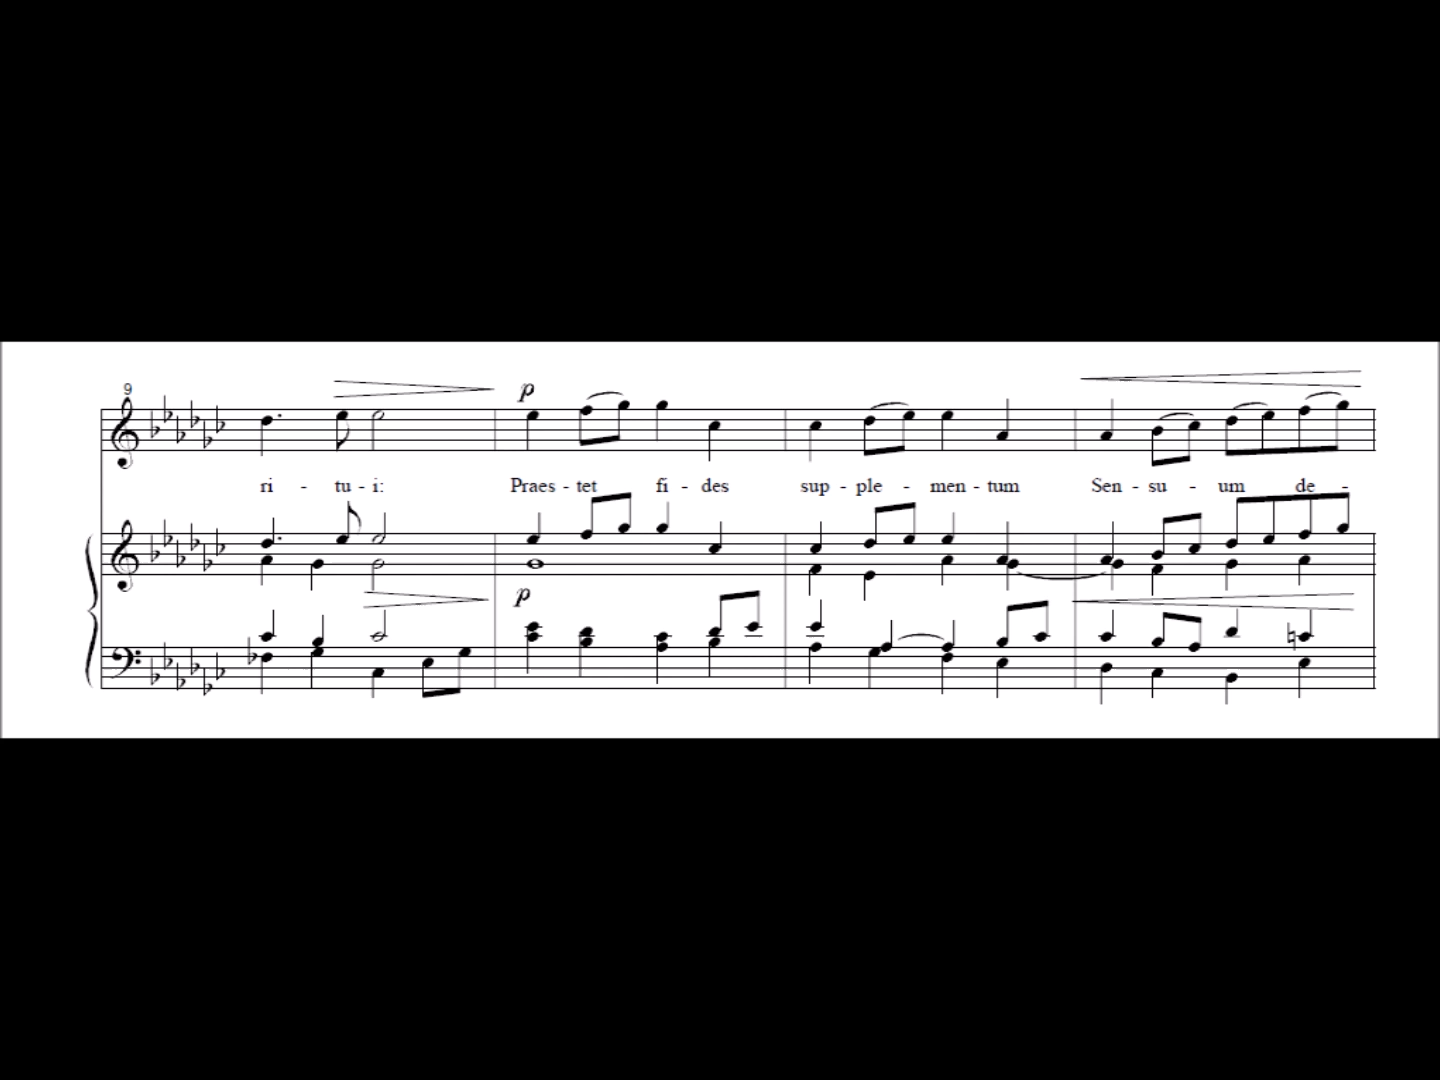 9
p
ri - tu - i: Praes - tet fi - des sup - ple - men - tum Sen - su - um de -
p